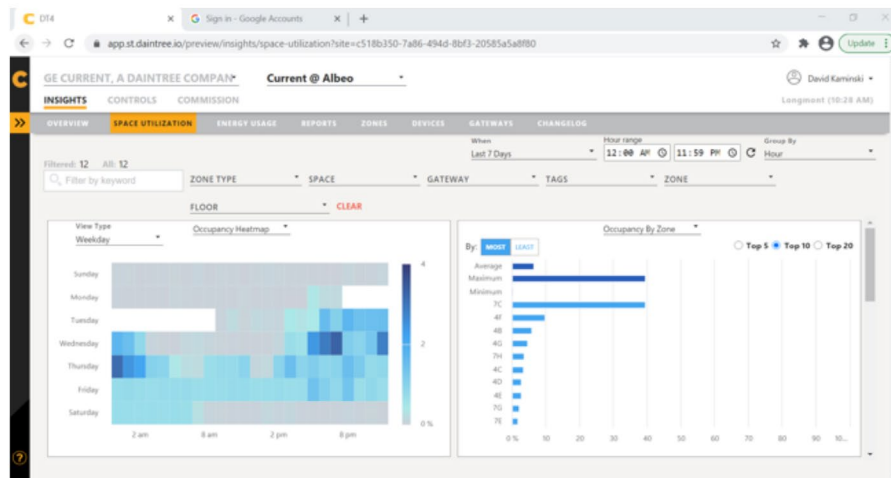 DT4
Sign in - Google Accounts
app.st.daintree.io/preview/insights/space-utilization?site=c518b350-7a86-494d-8bf3-20585a5a8f80
Update
GE CURRENT, A DAINTREE COMPAN
Current @ Albeo
David Kaminski
INSIGHTS CONTROLS COMMISSION
Longmont (10:28 AM)
OVERVIEW SPACE UTILIZATION ENERGY USAGE REPORTS ZONES DEVICES GATEWAYS CHANGELOG
When Hour range Group By
Last 7 Days 12:00 AM 11:59 PM Hour
Filtered: 12 All: 12
Filter by keyword ZONE TYPE SPACE GATEWAY TAGS ZONE
FLOOR CLEAR
View Type
Weekday
Occupancy Heatmap
Sunday
Monday
Tuesday
Wednesday
Thursday
Friday
Saturday
2 am 8 am 2 pm 8 pm
4
2
0 %
Occupancy By Zone
By: MOST LEAST
Top 5 Top 10 Top 20
Average
Maximum
Minimum
7C
4F
4B
4G
7H
4C
4D
4E
7G
7E
0 % 10 20 30 40 50 60 70 80 90 10...
?